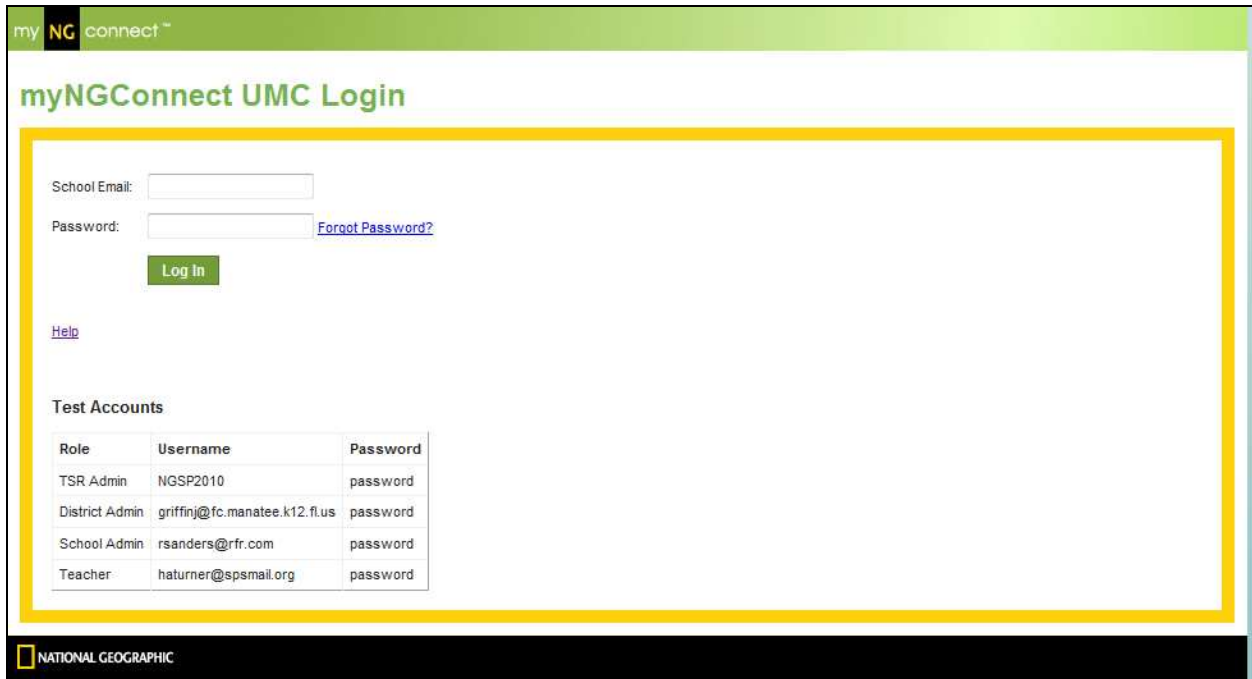 my NG connect™
myNGConnect UMC Login
School Email:
Password: Forgot Password?
Log In
Help
Test Accounts
Role Username Password
TSR Admin NGSP2010 password
District Admin griffinj@fc.manatee.k12.fl.us password
School Admin rsanders@rfr.com password
Teacher haturner@spsmail.org password
NATIONAL GEOGRAPHIC